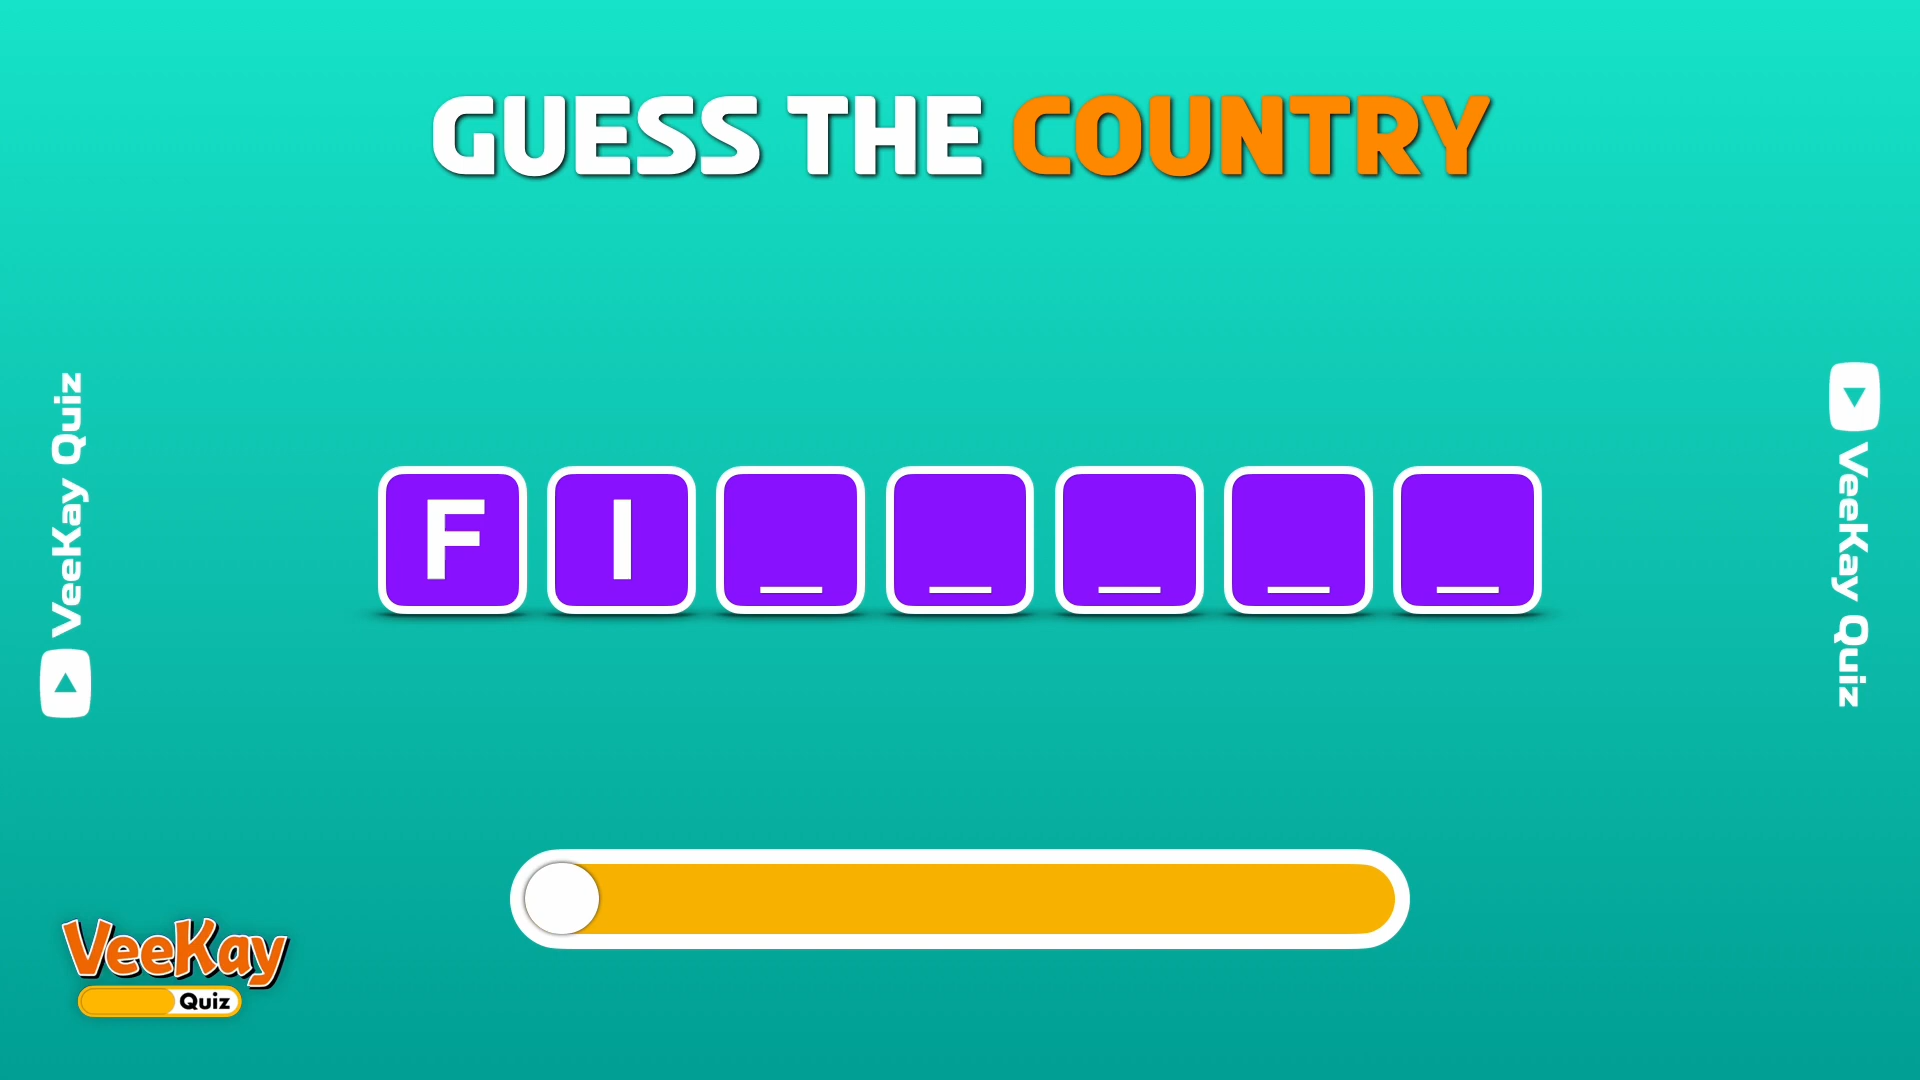 GUESS THE COUNTRY
VeeKay Quiz
VeeKay Quiz
F I _ _ _ _ _
VeeKay
Quiz